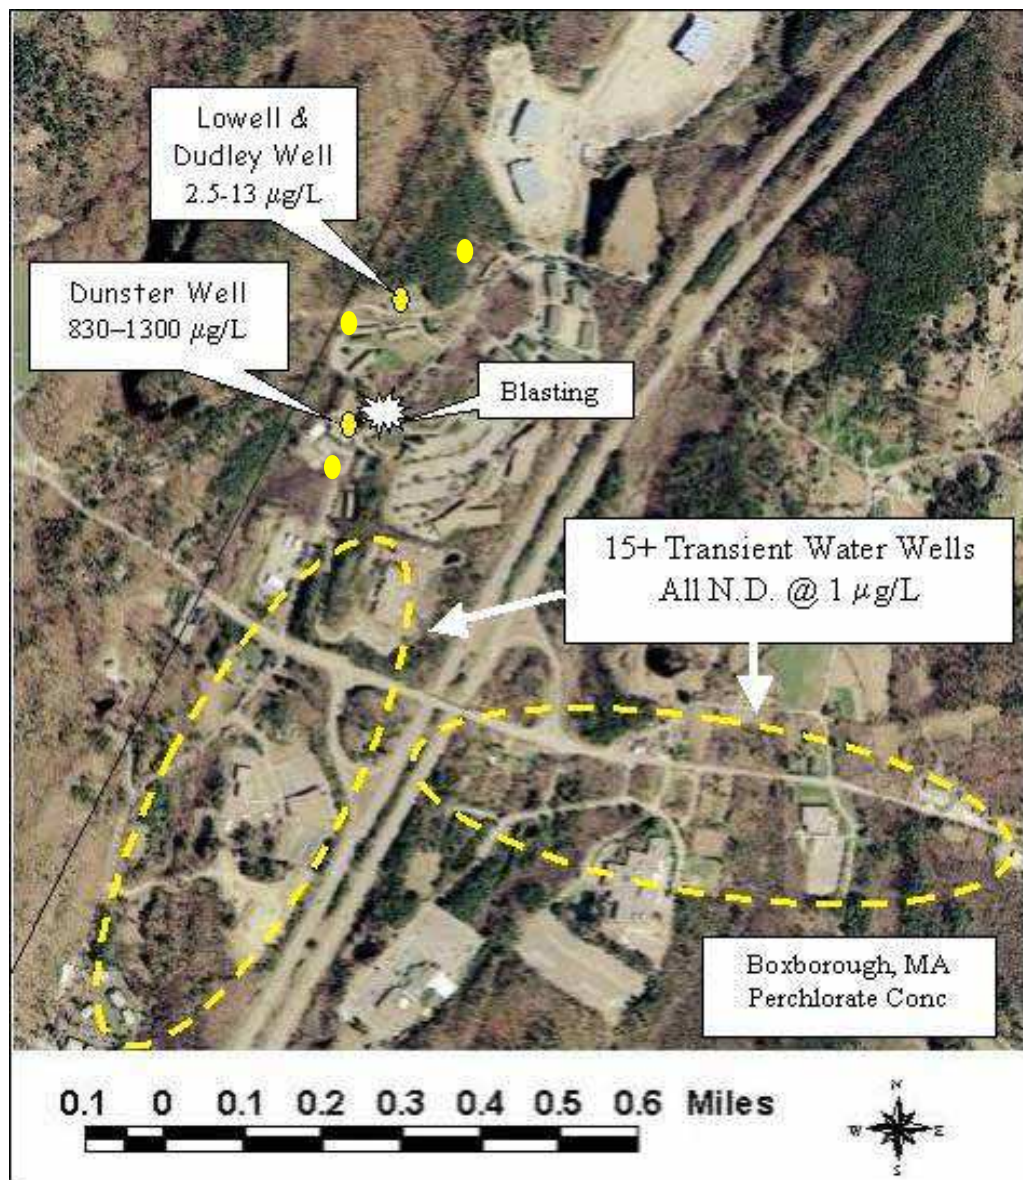 Lowell &
Dudley Well
2.5-13 µg/L
Dunster Well
830–1300 µg/L
Blasting
15+ Transient Water Wells
All N.D. @ 1 µg/L
Boxborough, MA
Perchlorate Conc
0.1 0 0.1 0.2 0.3 0.4 0.5 0.6 Miles
N
W E
S